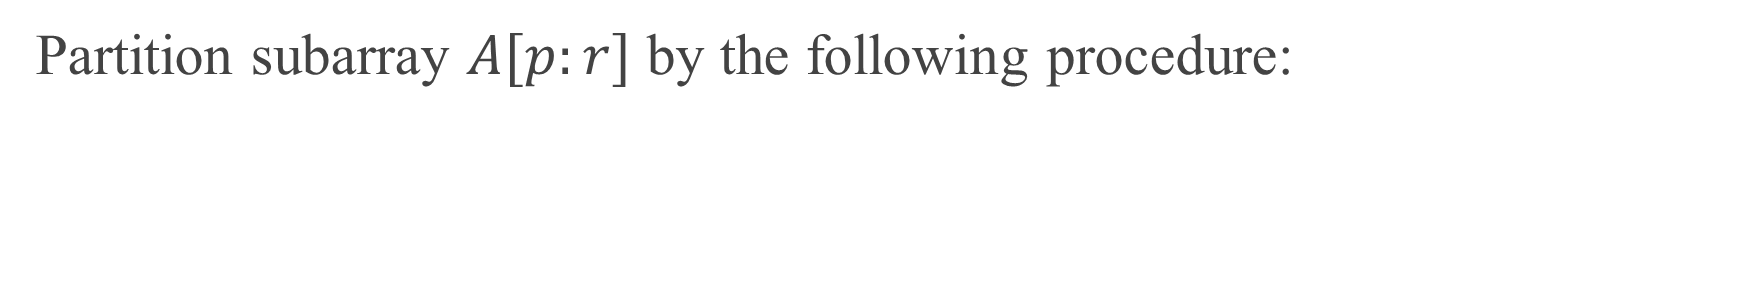 Partition subarray A[p: r] by the following procedure: